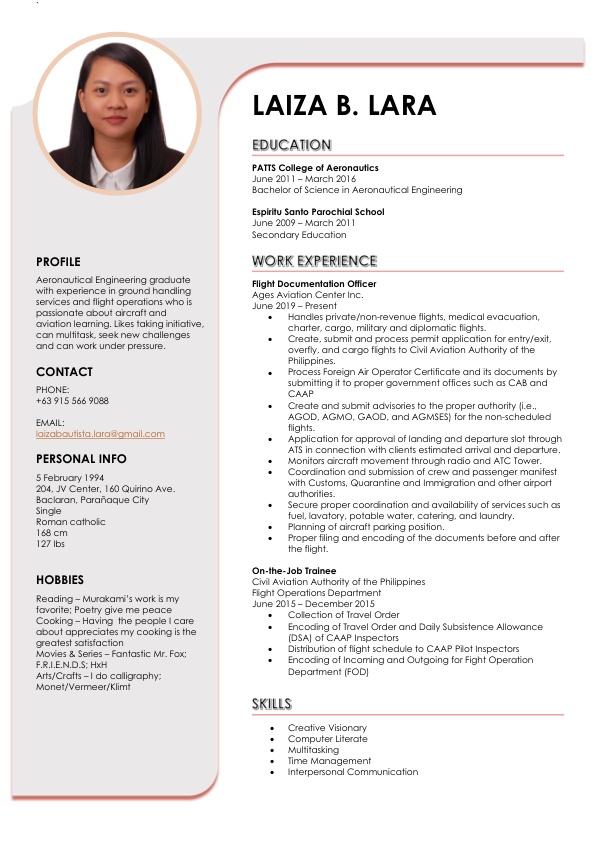 LAIZA B. LARA
EDUCATION
PATTS College of Aeronautics
June 2011 – March 2016
Bachelor of Science in Aeronautical Engineering
Espiritu Santo Parochial School
June 2009 – March 2011
Secondary Education
WORK EXPERIENCE
Flight Documentation Officer
Ages Aviation Center Inc.
June 2019 – Present
• Handles private/non-revenue flights, medical evacuation,
charter, cargo, military and diplomatic flights.
• Create, submit and process permit application for entry/exit,
overfly, and cargo flights to Civil Aviation Authority of the
Philippines.
• Process Foreign Air Operator Certificate and its documents by
submitting it to proper government offices such as CAB and
CAAP
• Create and submit advisories to the proper authority (i.e.,
AGOD, AGMO, GAOD, and AGMSES) for the non-scheduled
flights.
• Application for approval of landing and departure slot through
ATS in connection with clients estimated arrival and departure.
• Monitors aircraft movement through radio and ATC Tower.
• Coordination and submission of crew and passenger manifest
with Customs, Quarantine and Immigration and other airport
authorities.
• Secure proper coordination and availability of services such as
fuel, lavatory, potable water, catering, and laundry.
• Planning of aircraft parking position.
• Proper filing and encoding of the documents before and after
the flight.
On-the-Job Trainee
Civil Aviation Authority of the Philippines
Flight Operations Department
June 2015 – December 2015
• Collection of Travel Order
• Encoding of Travel Order and Daily Subsistence Allowance
(DSA) of CAAP Inspectors
• Distribution of flight schedule to CAAP Pilot Inspectors
• Encoding of Incoming and Outgoing for Fight Operation
Department (FOD)
SKILLS
• Creative Visionary
• Computer Literate
• Multitasking
• Time Management
• Interpersonal Communication
PROFILE
Aeronautical Engineering graduate
with experience in ground handling
services and flight operations who is
passionate about aircraft and
aviation learning. Likes taking initiative,
can multitask, seek new challenges
and can work under pressure.
CONTACT
PHONE:
+63 915 566 9088
EMAIL:
laizabautista.lara@gmail.com
PERSONAL INFO
5 February 1994
204, JV Center, 160 Quirino Ave.
Baclaran, Parañaque City
Single
Roman catholic
168 cm
127 lbs
HOBBIES
Reading – Murakami’s work is my
favorite; Poetry give me peace
Cooking – Having the people I care
about appreciates my cooking is the
greatest satisfaction
Movies & Series – Fantastic Mr. Fox;
F.R.I.E.N.D.S; HxH
Arts/Crafts – I do calligraphy;
Monet/Vermeer/Klimt